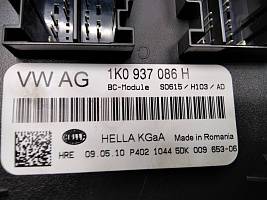 VW AG 1K0 937 086 H
BC-Module S0615 / H103 / AD
HELLA KGaA Made in Romania
HRE 09.05.10 P402 1044 5DK 009 653-06